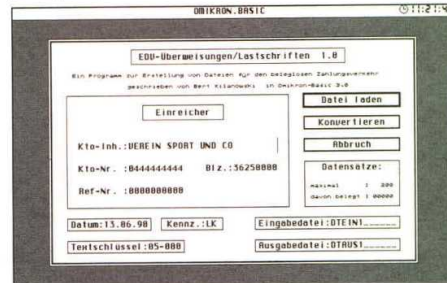 OMIKRON.BASIC
EDV-Überweisungen/Lastschriften 1.0
Ein Programm zur Erstellung von Dateien für den beleglosen Zahlungsverkehr
geschrieben von Bert Kilanowski in Omikron-Basic 3.0
Einreicher
Kto-Inh.:VEREIN SPORT UND CO
Kto-Nr. :0444444444 Blz.:36250000
Ref-Nr. :0000000000
Datei laden
Konvertieren
Abbruch
Datensätze:
maximal : 200
davon belegt : 00000
Datum:13.06.90 Kennz.:LK
Textschlüssel:05-000
Eingabedatei:DTEIN1
Ausgabedatei:DTAUS1